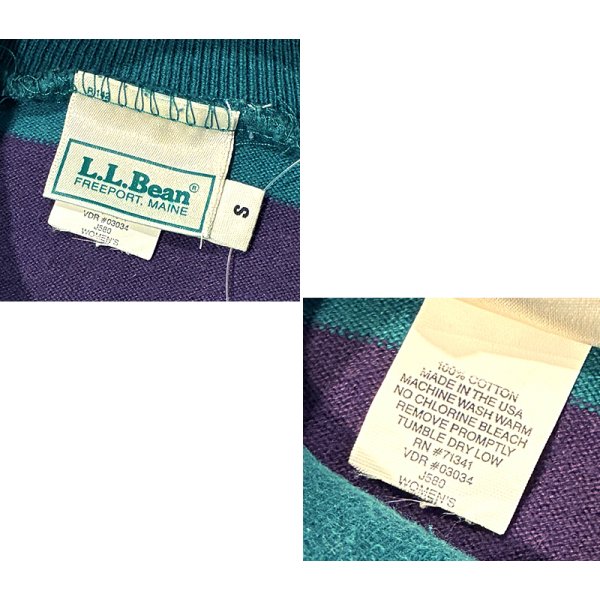 L.L.Bean®
FREEPORT, MAINE
S
VDR #03034
J580
WOMEN'S
100% COTTON
MADE IN THE USA
MACHINE WASH WARM
NO CHLORINE BLEACH
REMOVE PROMPTLY
TUMBLE DRY LOW
RN #71341
VDR #03034
J580
WOMEN'S